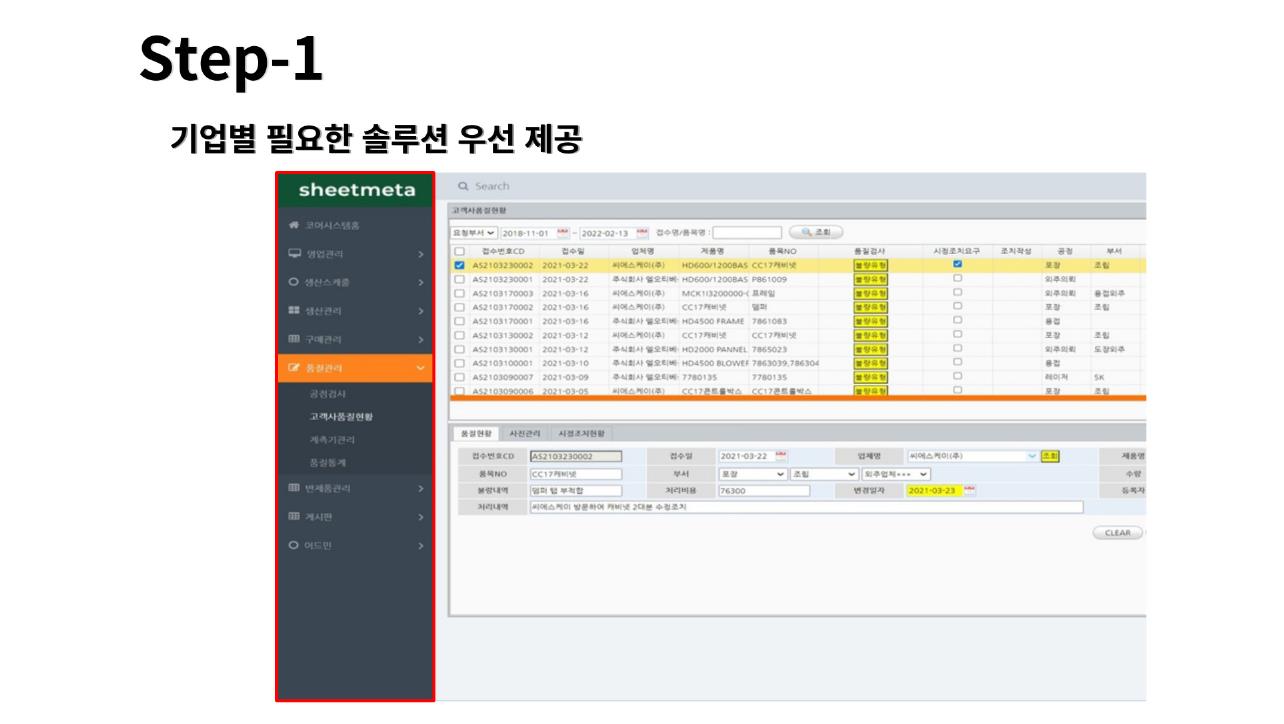 Step-1
기업별 필요한 솔루션 우선 제공
sheetmeta
Search
코어시스템홈
영업관리
생산스케쥴
생산관리
구매관리
품질관리
공정검사
고객사품질현황
계측기관리
품질통계
반제품관리
게시판
어드민
고객사품질현황
요청부서 2018-11-01 ~ 2022-02-13 접수명/품목명 : 조회
접수번호CD 접수일 업체명 제품명 품목NO 품질검사 시정조치요구 조치작성 공정 부서
AS2103230002 2021-03-22 씨에스케이(주) HD600/1200BAS CC17캐비넷 불량유형 포장 조립
AS2103230001 2021-03-22 주식회사 엘오티베 HD600/1200BAS P861009 불량유형 외주의뢰
AS2103170003 2021-03-16 씨에스케이(주) MCK1I3200000-( 프레임 불량유형 외주의뢰 용접외주
AS2103170002 2021-03-16 씨에스케이(주) CC17캐비넷 댐퍼 불량유형 포장 조립
AS2103170001 2021-03-16 주식회사 엘오티베 HD4500 FRAME 7861083 불량유형 용접
AS2103130002 2021-03-12 씨에스케이(주) CC17캐비넷 CC17캐비넷 불량유형 포장 조립
AS2103130001 2021-03-12 주식회사 엘오티베 HD2000 PANNEL 7865023 불량유형 외주의뢰 도장외주
AS2103100001 2021-03-10 주식회사 엘오티베 HD4500 BLOWER 7863039,786304 불량유형 용접
AS2103090007 2021-03-09 주식회사 엘오티베 7780135 7780135 불량유형 레이저 SK
AS2103090006 2021-03-05 씨에스케이(주) CC17콘트롤박스 CC17콘트롤박스 불량유형 포장 조립
품질현황 사진관리 시정조치현황
접수번호CD AS2103230002 접수일 2021-03-22 업체명 씨에스케이(주) 조회 제품명
품목NO CC17캐비넷 부서 포장 조립 외주업체*** 수량
불량내역 댐퍼 탭 부적합 처리비용 76300 변경일자 2021-03-23 등록자
처리내역 씨에스케이 방문하여 캐비넷 2대분 수정조치
CLEAR